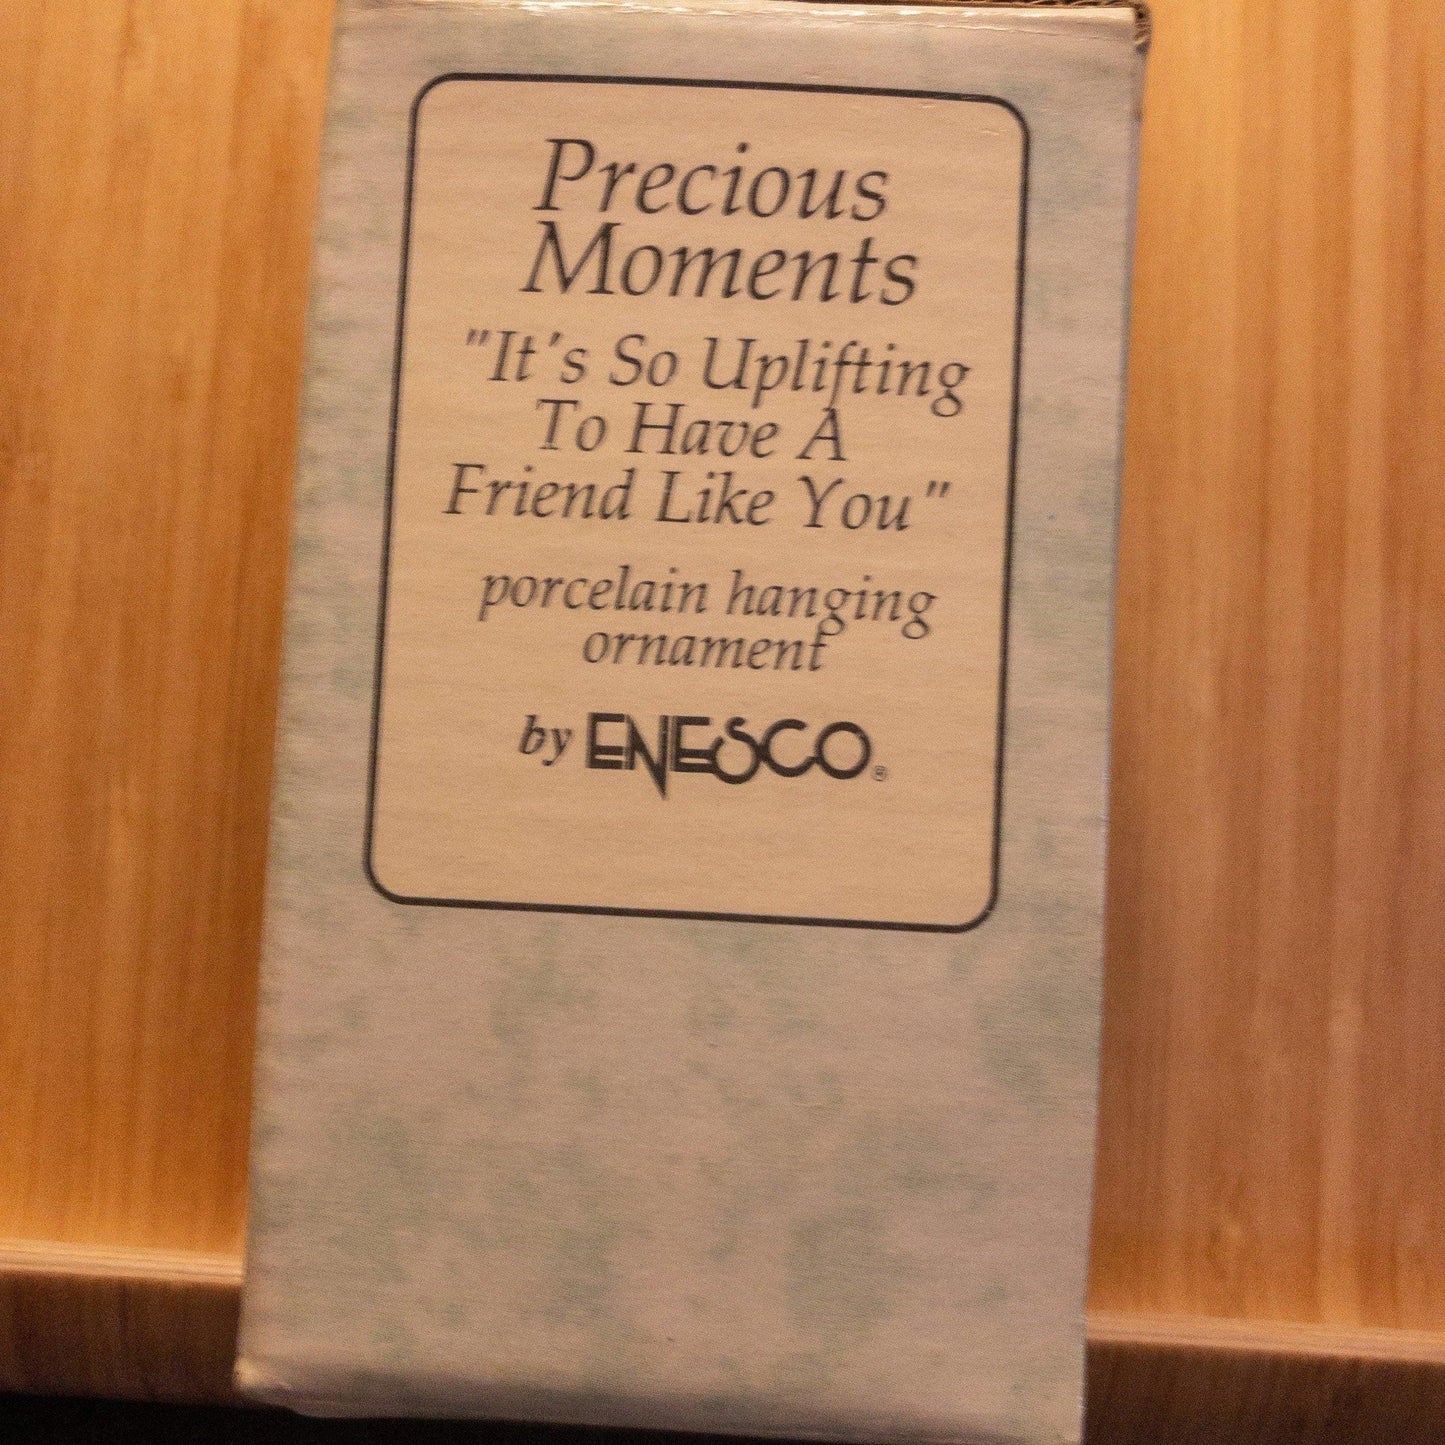 Precious
Moments
"It's So Uplifting
To Have A
Friend Like You"
porcelain hanging
ornament
by ENESCO®